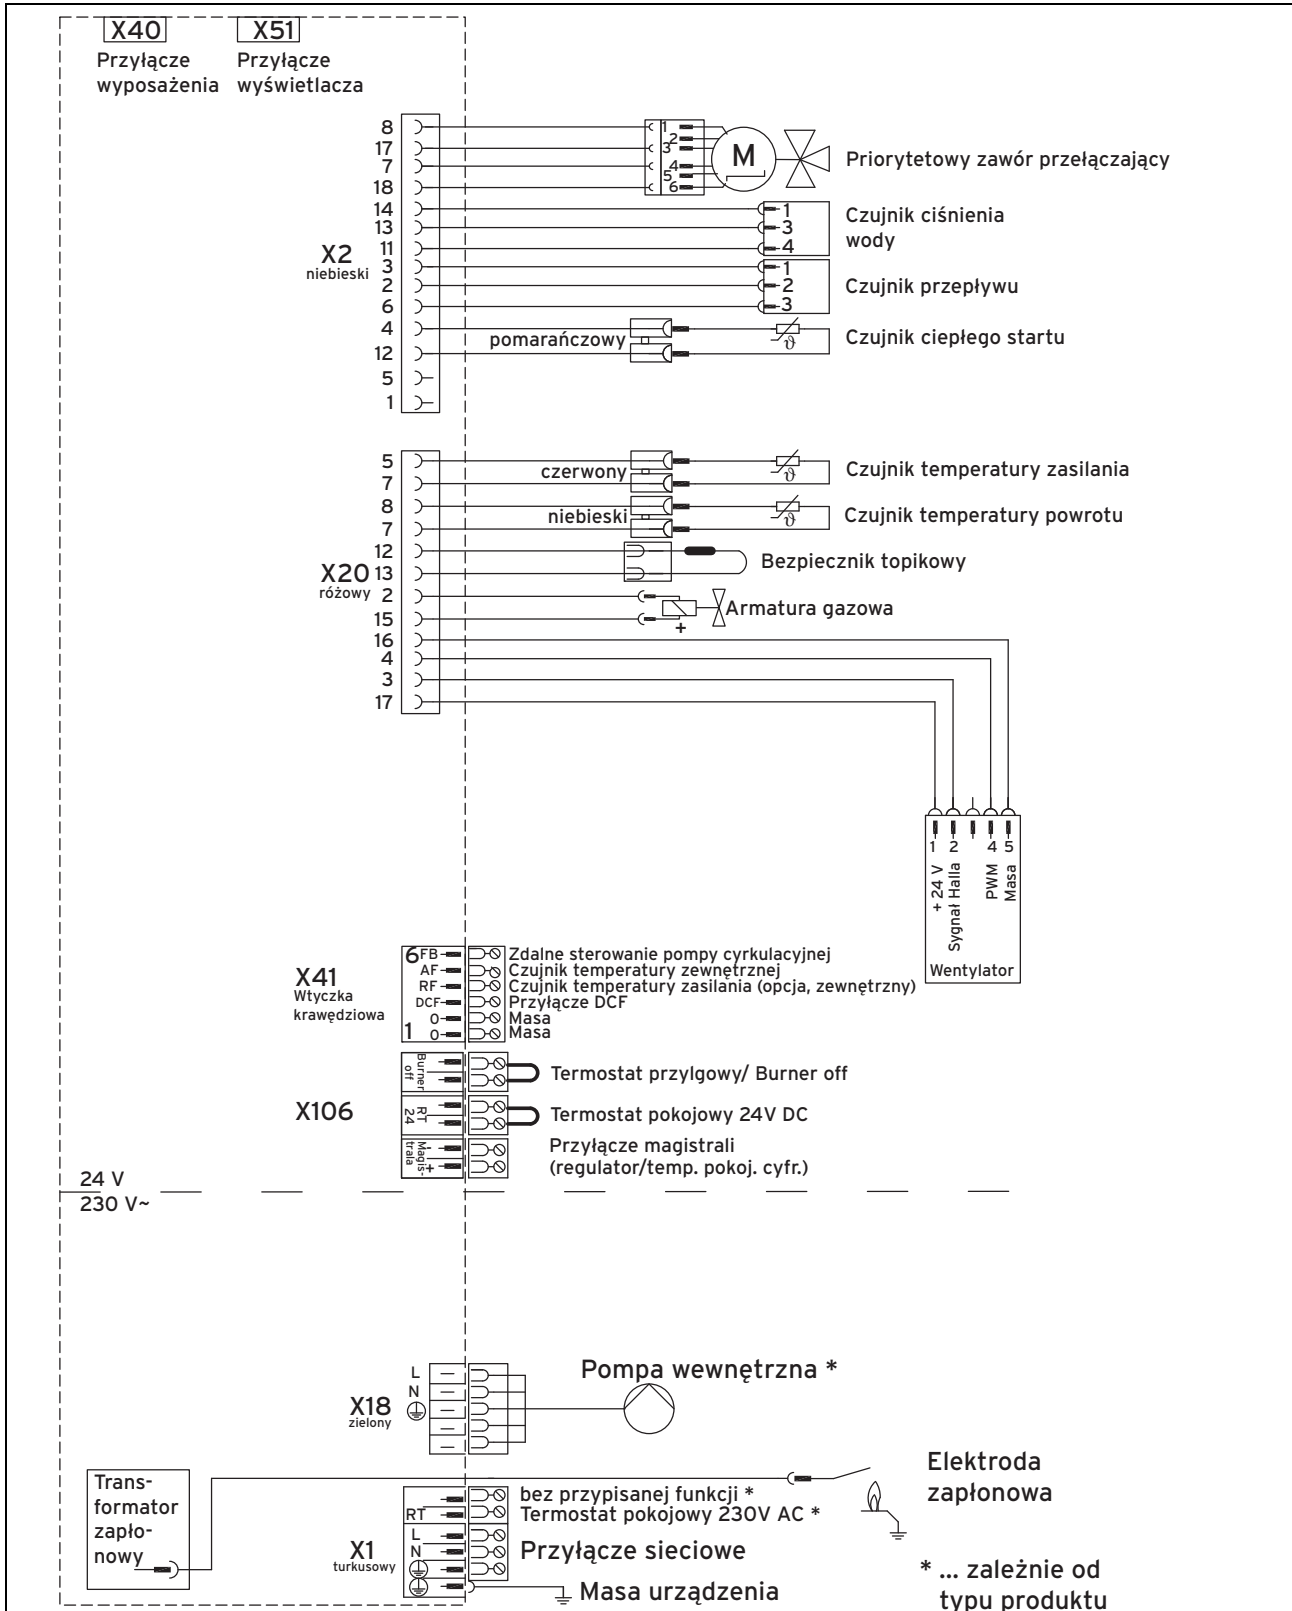 X40
X51
Przyłącze
wyposażenia
Przyłącze
wyświetlacza
X2
niebieski
8
17
7
18
14
13
11
3
2
6
4
12
5
1
1
2
3
4
5
6
M
Priorytetowy zawór przełączający
1
3
4
Czujnik ciśnienia
wody
1
2
3
Czujnik przepływu
pomarańczowy
ϑ
Czujnik ciepłego startu
X20
różowy
5
7
8
7
12
13
2
15
16
4
3
17
czerwony
ϑ
Czujnik temperatury zasilania
niebieski
ϑ
Czujnik temperatury powrotu
Bezpiecznik topikowy
+
Armatura gazowa
1 2 4 5
+ 24 V
Sygnał Halla
PWM
Masa
Wentylator
X41
Wtyczka
krawędziowa
6 FB Zdalne sterowanie pompy cyrkulacyjnej
AF Czujnik temperatury zewnętrznej
RF Czujnik temperatury zasilania (opcja, zewnętrzny)
DCF Przyłącze DCF
0 Masa
1 0 Masa
X106
Burner
off
Termostat przylgowy/ Burner off
RT
24
Termostat pokojowy 24V DC
Magis-
trala
-
+
Przyłącze magistrali
(regulator/temp. pokoj. cyfr.)
24 V
230 V~
X18
zielony
L
N
Pompa wewnętrzna *
Trans-
formator
zapło-
nowy
Elektroda
zapłonowa
X1
turkusowy
bez przypisanej funkcji *
RT Termostat pokojowy 230V AC *
L
N
Przyłącze sieciowe
Masa urządzenia
* ... zależnie od
typu produktu